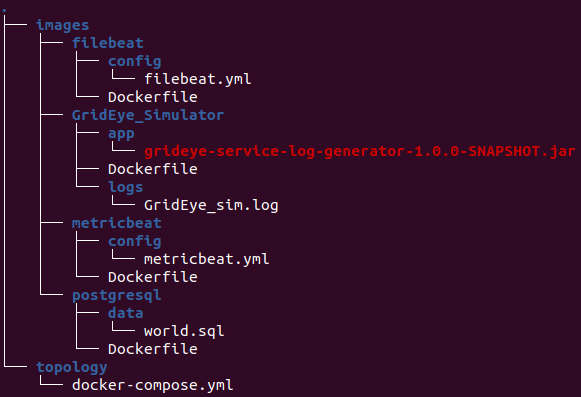 .
images
filebeat
config
filebeat.yml
Dockerfile
GridEye_Simulator
app
grideye-service-log-generator-1.0.0-SNAPSHOT.jar
Dockerfile
logs
GridEye_sim.log
metricbeat
config
metricbeat.yml
Dockerfile
postgresql
data
world.sql
Dockerfile
topology
docker-compose.yml